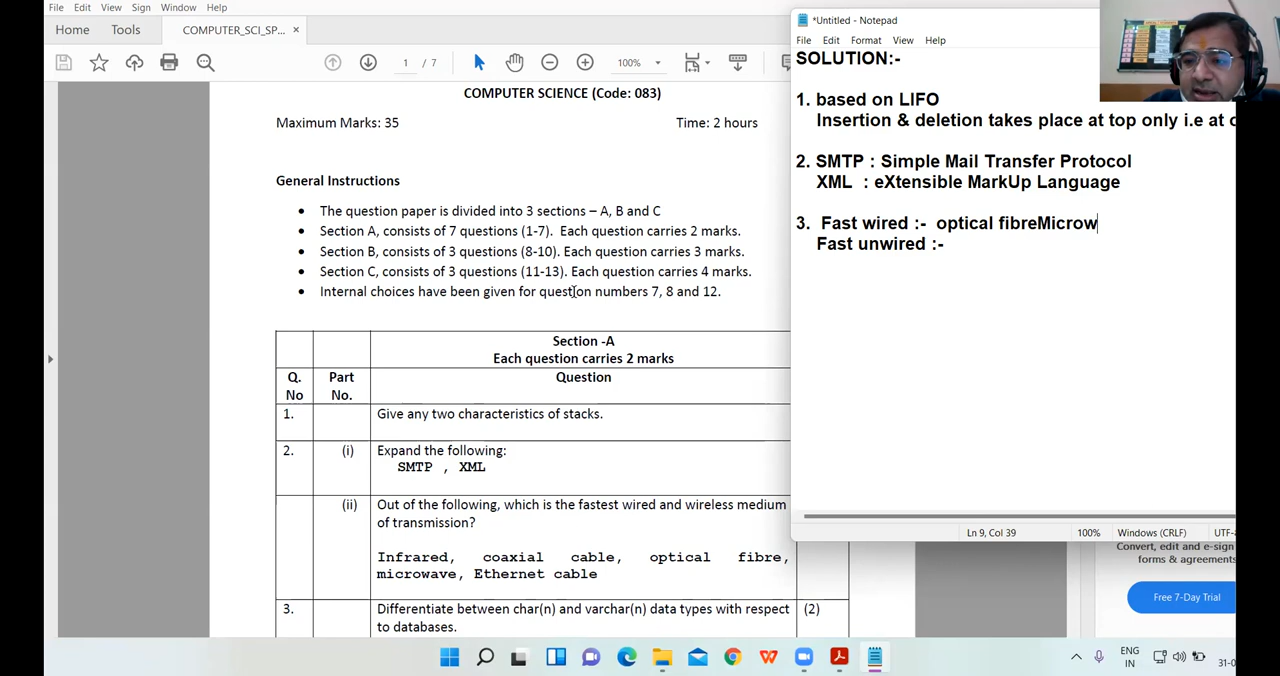 File Edit View Sign Window Help
Home Tools COMPUTER_SCI_SP... ×
1 / 7 100%
COMPUTER SCIENCE (Code: 083)
Maximum Marks: 35 Time: 2 hours
General Instructions
• The question paper is divided into 3 sections – A, B and C
• Section A, consists of 7 questions (1-7). Each question carries 2 marks.
• Section B, consists of 3 questions (8-10). Each question carries 3 marks.
• Section C, consists of 3 questions (11-13). Each question carries 4 marks.
• Internal choices have been given for question numbers 7, 8 and 12.
Section -A
Each question carries 2 marks
Q. No Part No. Question
1. Give any two characteristics of stacks.
2. (i) Expand the following:
SMTP , XML
(ii) Out of the following, which is the fastest wired and wireless medium
of transmission?
Infrared, coaxial cable, optical fibre,
microwave, Ethernet cable
3. Differentiate between char(n) and varchar(n) data types with respect (2)
to databases.
*Untitled - Notepad
File Edit Format View Help
SOLUTION:-
1. based on LIFO
Insertion & deletion takes place at top only i.e at
2. SMTP : Simple Mail Transfer Protocol
XML : eXtensible MarkUp Language
3. Fast wired :- optical fibreMicrow
Fast unwired :-
Ln 9, Col 39 100% Windows (CRLF) UTF-
Convert, edit and e-sign
forms & agreements
Free 7-Day Trial
ENG
IN
31-0